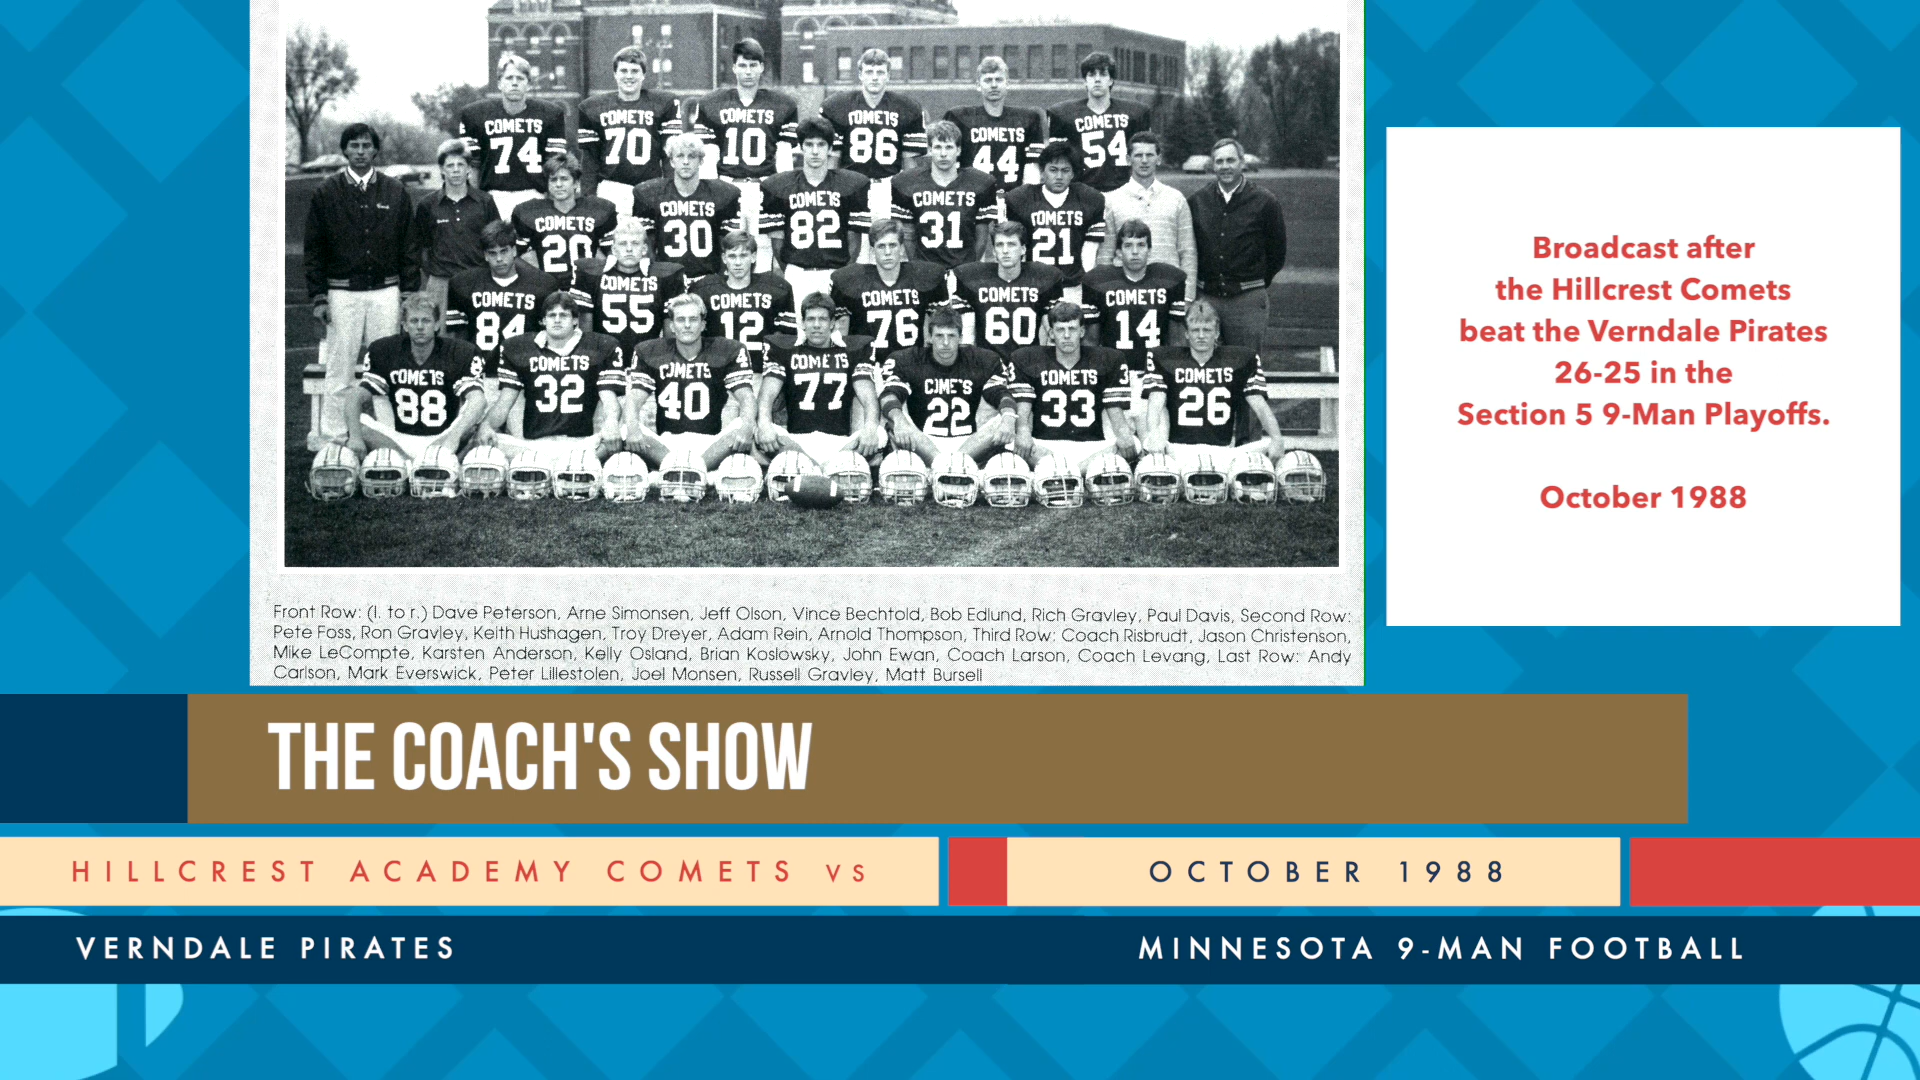 COMETS 74
COMETS 70
COMETS 10
COMETS 86
COMETS 44
COMETS 54
COMETS 20
COMETS 30
COMETS 82
COMETS 31
COMETS 21
COMETS 84
COMETS 55
COMETS 12
COMETS 76
COMETS 60
COMETS 14
COMETS 88
COMETS 32
COMETS 40
COMETS 77
COMETS 22
COMETS 33
COMETS 26
Front Row: (l. to r.) Dave Peterson, Arne Simonsen, Jeff Olson, Vince Bechtold, Bob Edlund, Rich Gravley, Paul Davis, Second Row:
Pete Foss, Ron Gravley, Keith Hushagen, Troy Dreyer, Adam Rein, Arnold Thompson, Third Row: Coach Risbrudt, Jason Christenson,
Mike LeCompte, Karsten Anderson, Kelly Osland, Brian Koslowsky, John Ewan, Coach Larson, Coach Levang, Last Row: Andy
Carlson, Mark Everswick, Peter Lillestolen, Joel Monsen, Russell Gravley, Matt Bursell
Broadcast after
the Hillcrest Comets
beat the Verndale Pirates
26-25 in the
Section 5 9-Man Playoffs.
October 1988
THE COACH'S SHOW
HILLCREST ACADEMY COMETS VS
OCTOBER 1988
VERNDALE PIRATES
MINNESOTA 9-MAN FOOTBALL